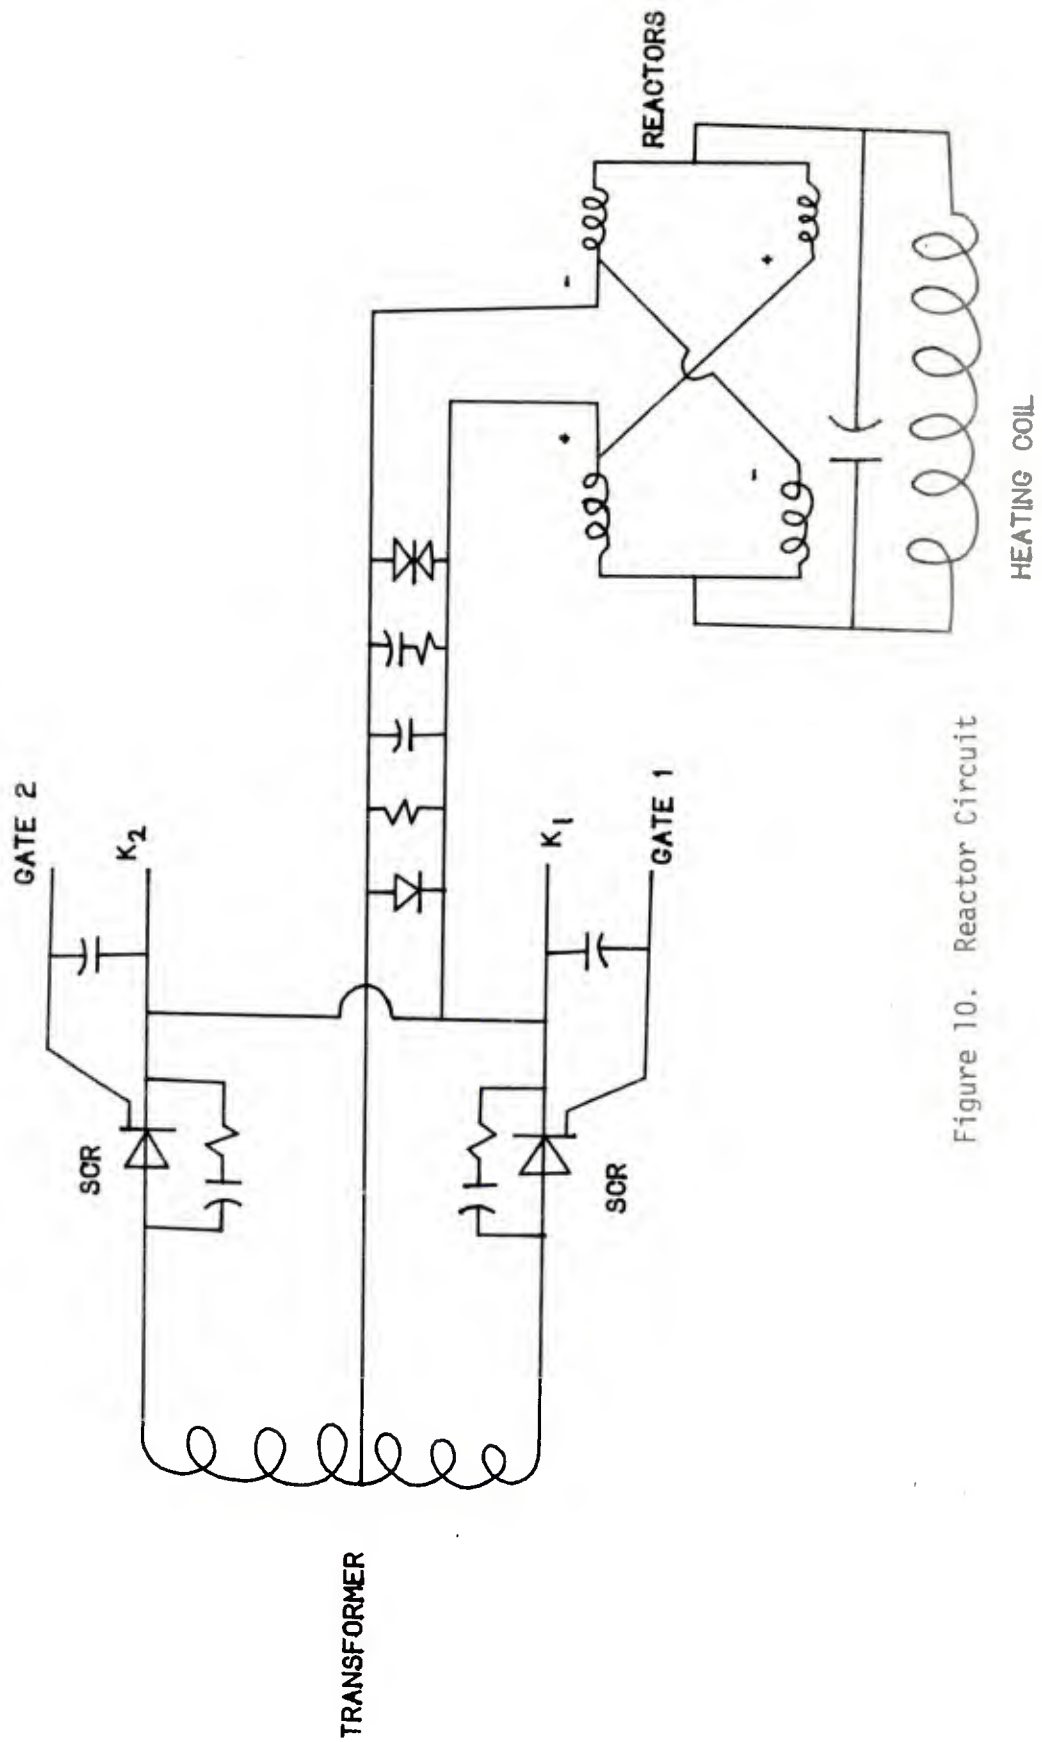 GATE 2
K2
SCR
TRANSFORMER
REACTORS
+
-
-
+
K1
GATE 1
SCR
HEATING COIL
Figure 10. Reactor Circuit